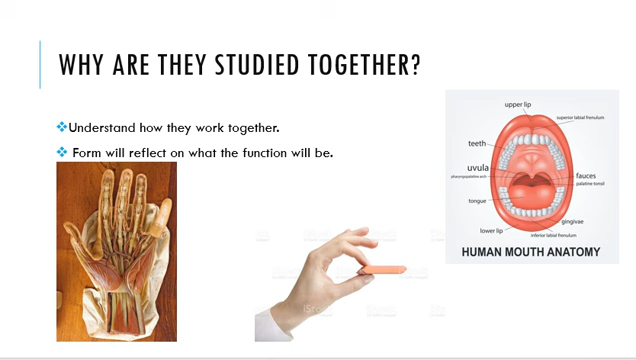 WHY ARE THEY STUDIED TOGETHER?
❖Understand how they work together.
❖ Form will reflect on what the function will be.
upper lip
superior labial frenulum
teeth
uvula
pharyngopalatine arch
fauces
palatine tonsil
tongue
gingivae
lower lip
inferior labial frenulum
HUMAN MOUTH ANATOMY